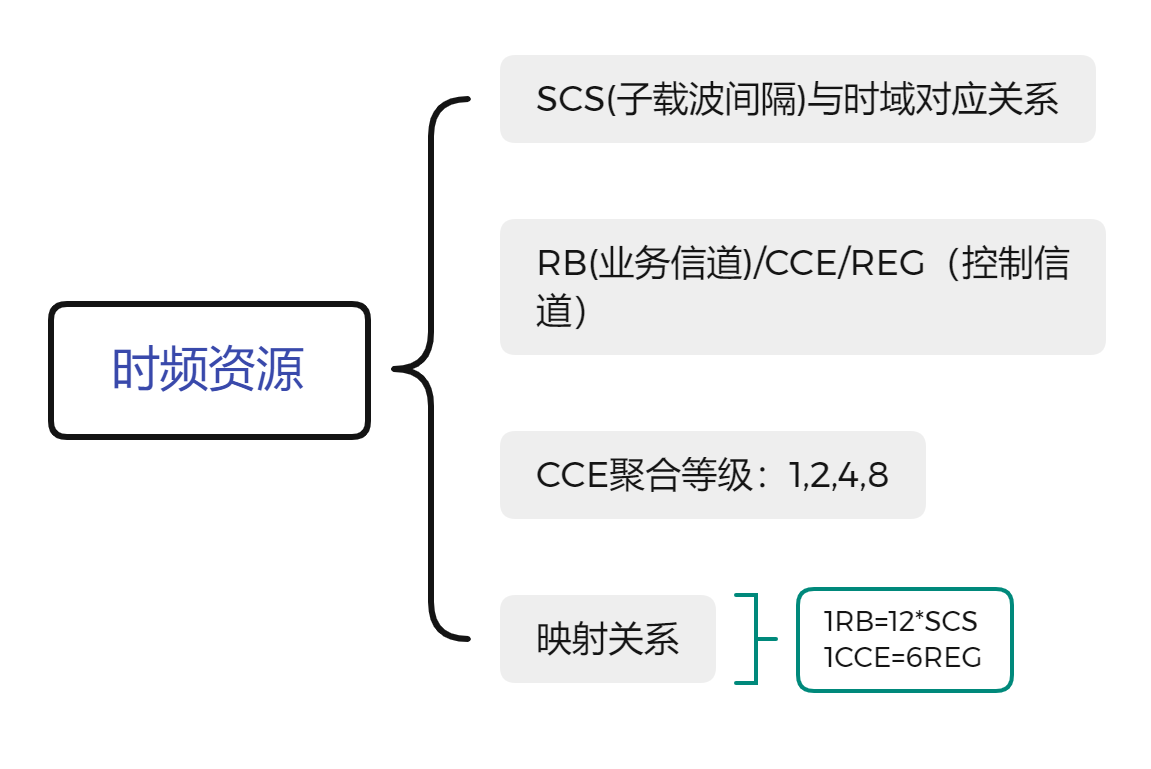 SCS(子载波间隔)与时域对应关系
RB(业务信道)/CCE/REG（控制信
道）
时频资源
CCE聚合等级：1,2,4,8
映射关系
1RB=12*SCS
1CCE=6REG